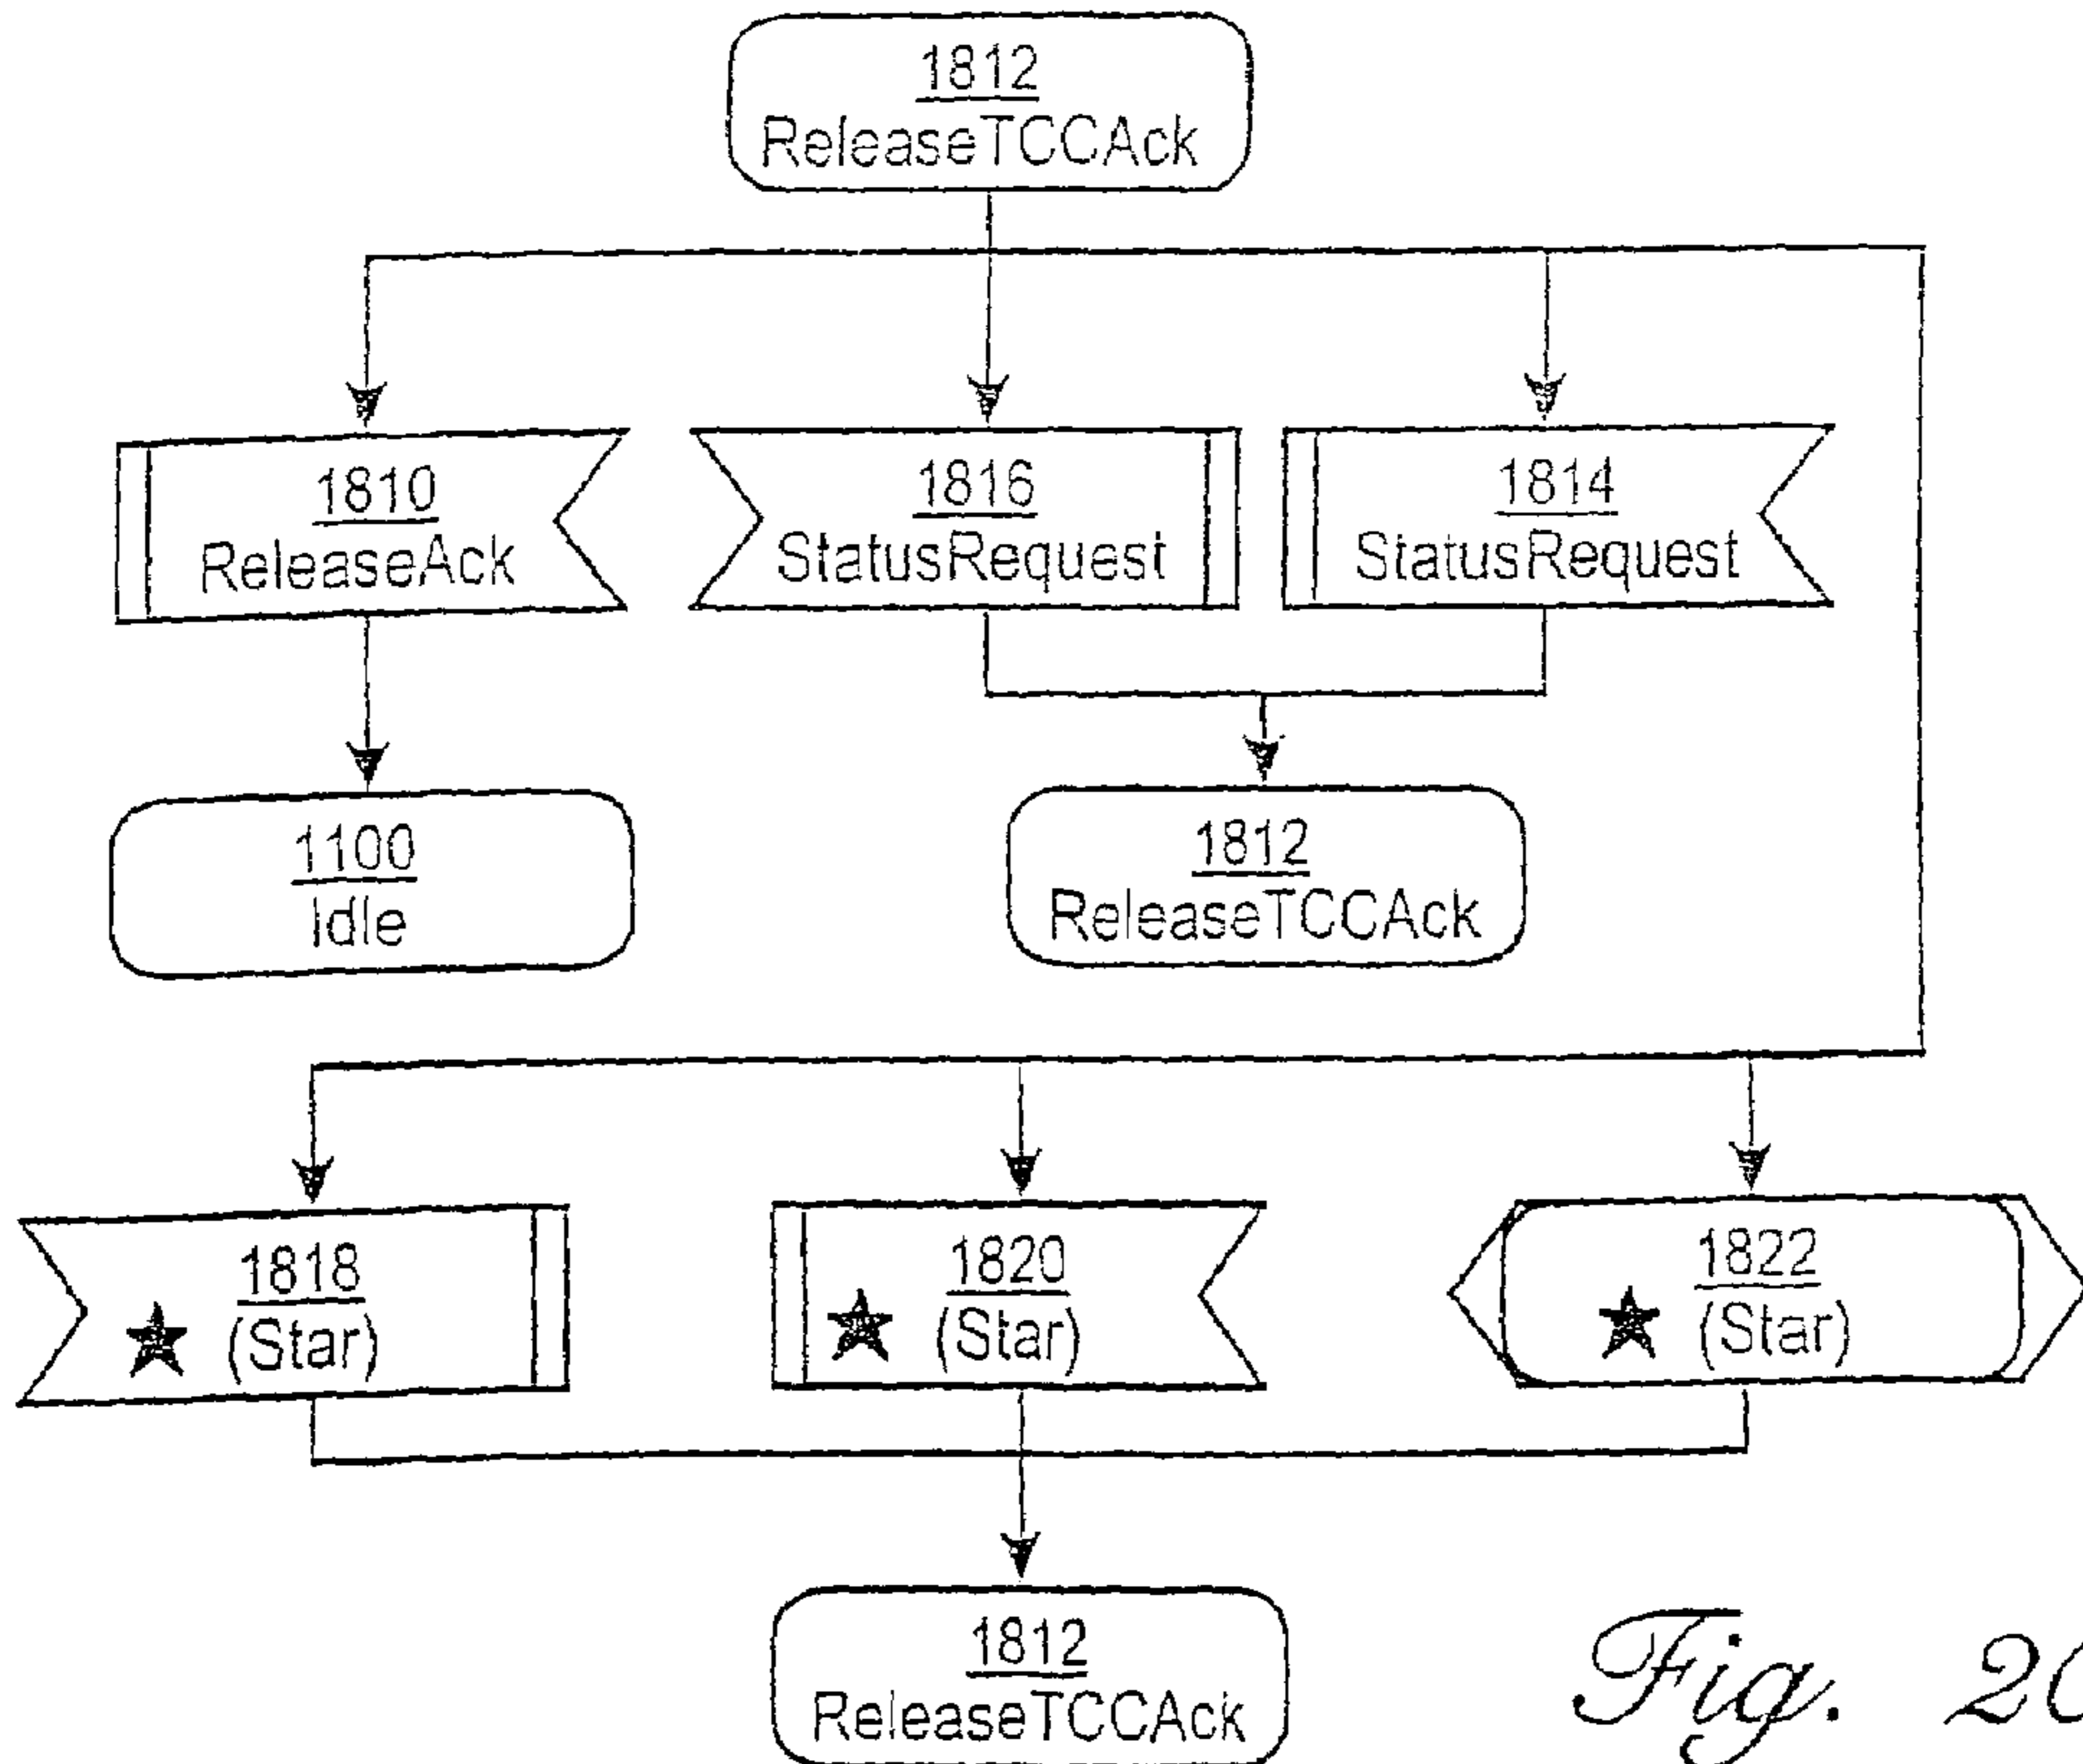 1812
ReleaseTCCAck
1810
ReleaseAck
1816
StatusRequest
1814
StatusRequest
1100
Idle
1812
ReleaseTCCAck
1818
(Star)
1820
(Star)
1822
(Star)
1812
ReleaseTCCAck
Fig.